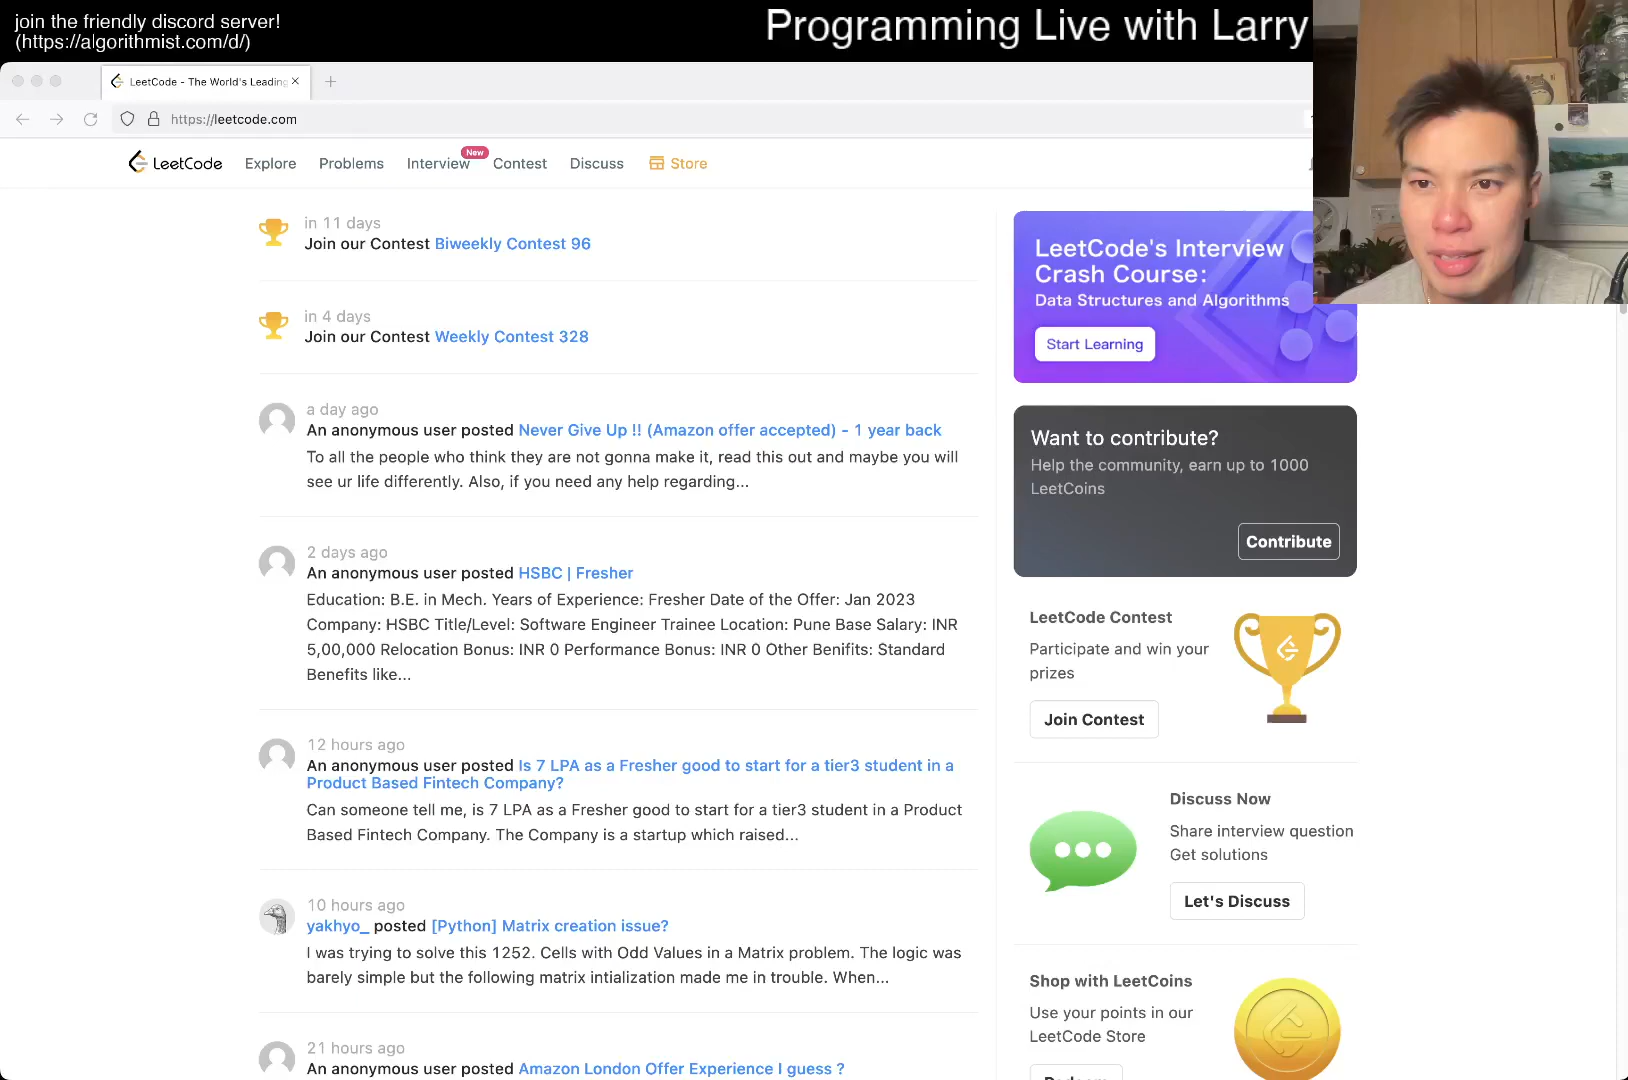 join the friendly discord server!
(https://algorithmist.com/d/)
Programming Live with Larry
LeetCode - The World's Leading
https://leetcode.com
LeetCode
Explore
Problems
Interview
New
Contest
Discuss
Store
in 11 days
Join our Contest Biweekly Contest 96
in 4 days
Join our Contest Weekly Contest 328
a day ago
An anonymous user posted Never Give Up !! (Amazon offer accepted) - 1 year back
To all the people who think they are not gonna make it, read this out and maybe you will
see ur life differently. Also, if you need any help regarding...
2 days ago
An anonymous user posted HSBC | Fresher
Education: B.E. in Mech. Years of Experience: Fresher Date of the Offer: Jan 2023
Company: HSBC Title/Level: Software Engineer Trainee Location: Pune Base Salary: INR
5,00,000 Relocation Bonus: INR 0 Performance Bonus: INR 0 Other Benifits: Standard
Benefits like...
12 hours ago
An anonymous user posted Is 7 LPA as a Fresher good to start for a tier3 student in a
Product Based Fintech Company?
Can someone tell me, is 7 LPA as a Fresher good to start for a tier3 student in a Product
Based Fintech Company. The Company is a startup which raised...
10 hours ago
yakhyo_ posted [Python] Matrix creation issue?
I was trying to solve this 1252. Cells with Odd Values in a Matrix problem. The logic was
barely simple but the following matrix intialization made me in trouble. When...
21 hours ago
An anonymous user posted Amazon London Offer Experience I guess ?
LeetCode's Interview
Crash Course:
Data Structures and Algorithms
Start Learning
Want to contribute?
Help the community, earn up to 1000
LeetCoins
Contribute
LeetCode Contest
Participate and win your
prizes
Join Contest
Discuss Now
Share interview question
Get solutions
Let's Discuss
Shop with LeetCoins
Use your points in our
LeetCode Store